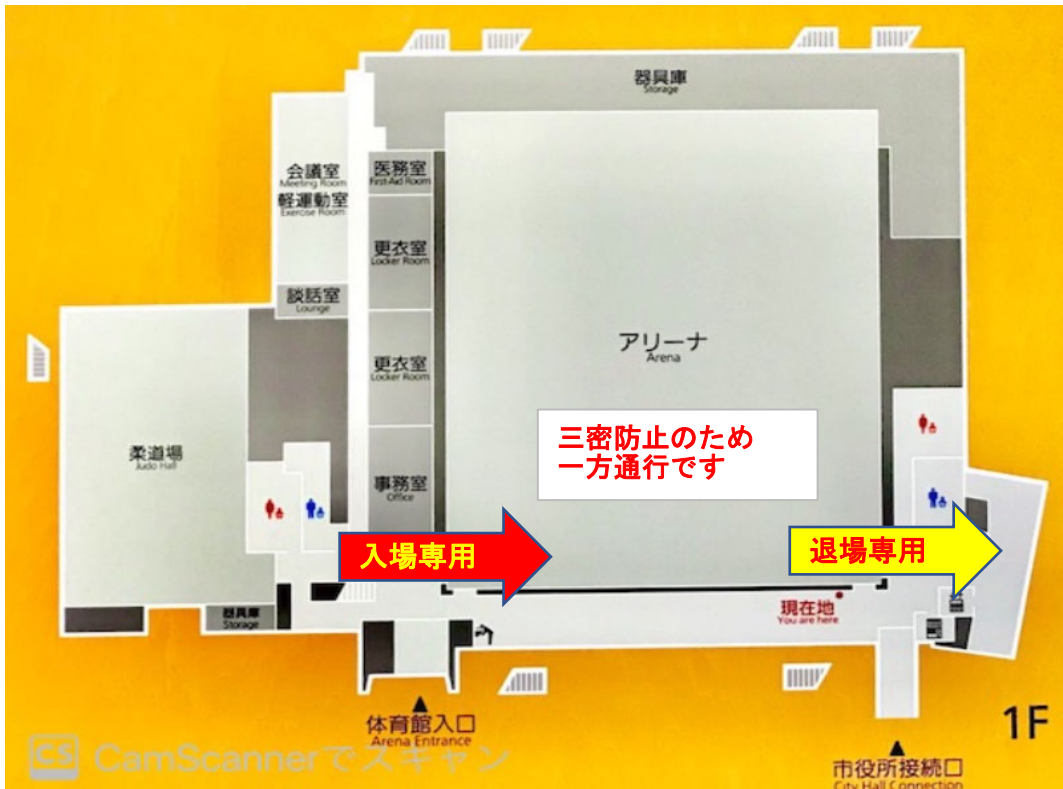 器具庫
Storage
会議室
Meeting Room
軽運動室
Exercise Room
医務室
First-Aid Room
更衣室
Locker Room
談話室
Lounge
アリーナ
Arena
更衣室
Locker Room
三密防止のため
一方通行です
柔道場
Judo Hall
事務室
Office
入場専用
退場専用
器具庫
Storage
現在地
You are here
体育館入口
Arena Entrance
1F
CS CamScannerでスキャン
市役所接続口
City Hall Connection